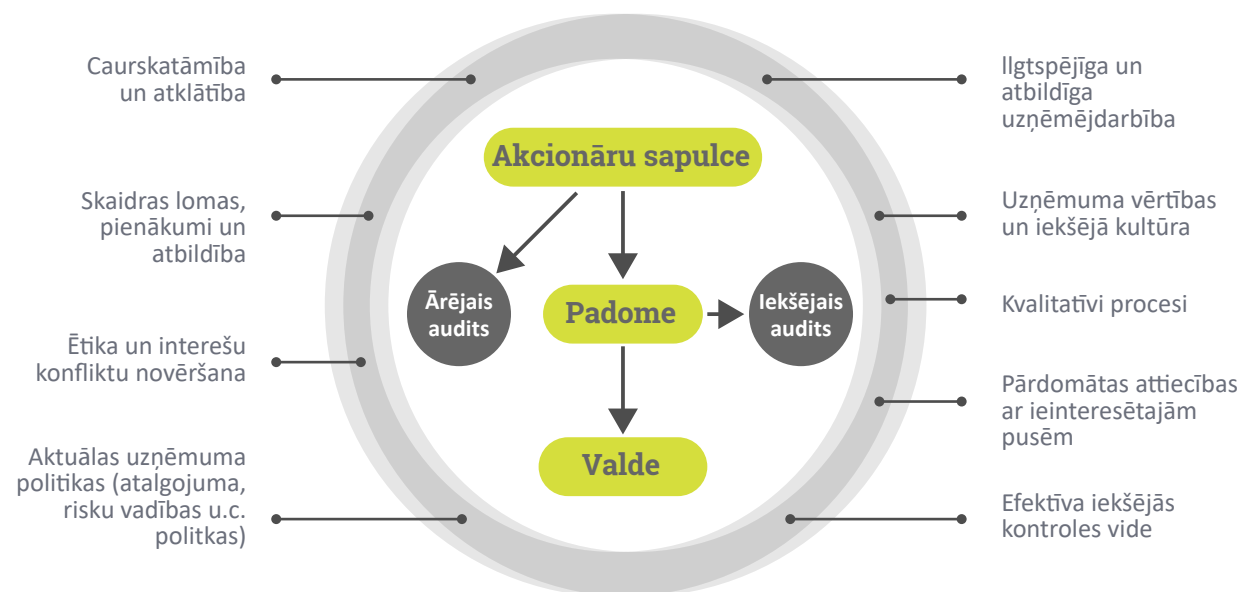 Caurskatāmība
un atklātība
Skaidras lomas,
pienākumi un
atbildība
Ētika un interešu
konfliktu novēršana
Aktuālas uzņēmuma
politikas (atalgojuma,
risku vadības u.c.
politkas)
Akcionāru sapulce
Ārējais
audits
Padome
Iekšējais
audits
Valde
Ilgtspējīga un
atbildīga
uzņēmējdarbība
Uzņēmuma vērtības
un iekšējā kultūra
Kvalitatīvi procesi
Pārdomātas attiecības
ar ieinteresētajām
pusēm
Efektīva iekšējās
kontroles vide